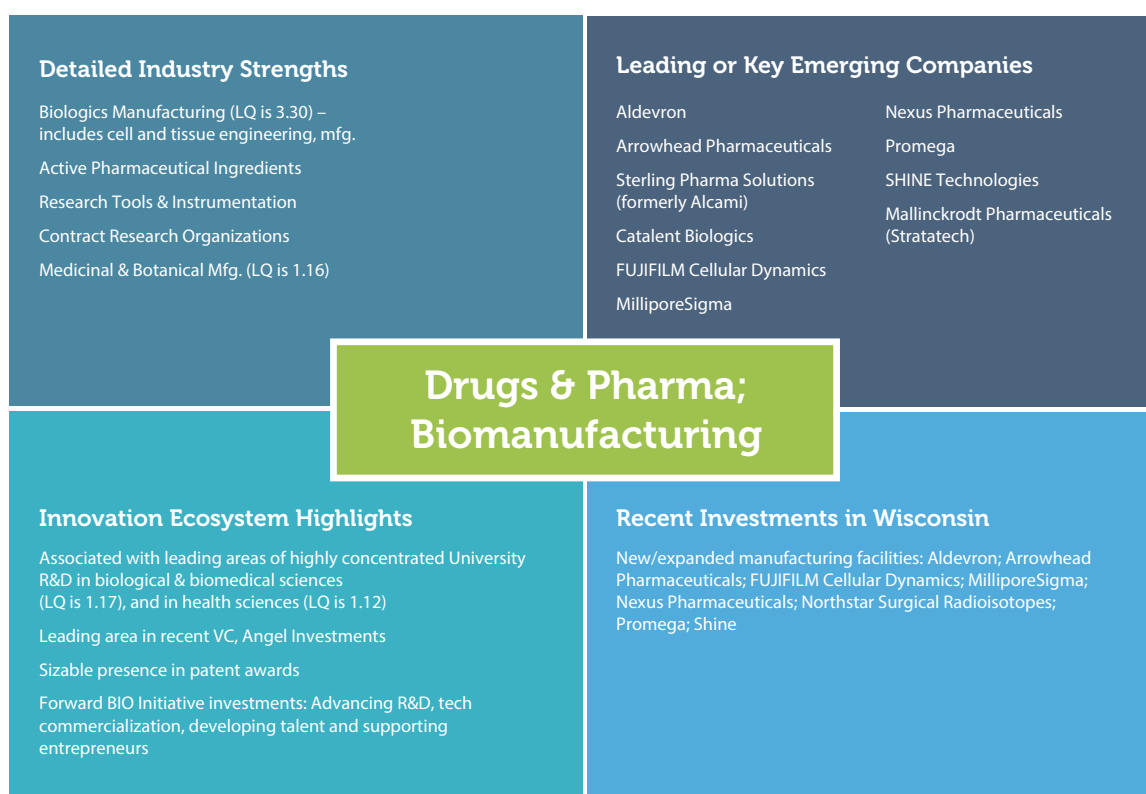 Detailed Industry Strengths
Biologics Manufacturing (LQ is 3.30) –
includes cell and tissue engineering, mfg.
Active Pharmaceutical Ingredients
Research Tools & Instrumentation
Contract Research Organizations
Medicinal & Botanical Mfg. (LQ is 1.16)
Leading or Key Emerging Companies
Aldevron
Arrowhead Pharmaceuticals
Sterling Pharma Solutions
(formerly Alcami)
Catalent Biologics
FUJIFILM Cellular Dynamics
MilliporeSigma
Nexus Pharmaceuticals
Promega
SHINE Technologies
Mallinckrodt Pharmaceuticals
(Stratatech)
Drugs & Pharma;
Biomanufacturing
Innovation Ecosystem Highlights
Associated with leading areas of highly concentrated University
R&D in biological & biomedical sciences
(LQ is 1.17), and in health sciences (LQ is 1.12)
Leading area in recent VC, Angel Investments
Sizable presence in patent awards
Forward BIO Initiative investments: Advancing R&D, tech
commercialization, developing talent and supporting
entrepreneurs
Recent Investments in Wisconsin
New/expanded manufacturing facilities: Aldevron; Arrowhead
Pharmaceuticals; FUJIFILM Cellular Dynamics; MilliporeSigma;
Nexus Pharmaceuticals; Northstar Surgical Radioisotopes;
Promega; Shine